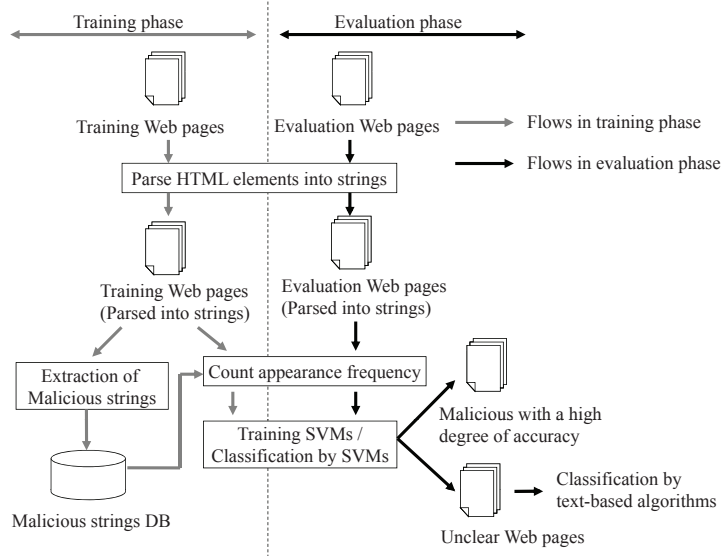 Training phase
Evaluation phase
Training Web pages
Evaluation Web pages
Flows in training phase
Flows in evaluation phase
Parse HTML elements into strings
Training Web pages
(Parsed into strings)
Evaluation Web pages
(Parsed into strings)
Extraction of
Malicious strings
Count appearance frequency
Training SVMs /
Classification by SVMs
Malicious with a high
degree of accuracy
Malicious strings DB
Unclear Web pages
Classification by
text-based algorithms